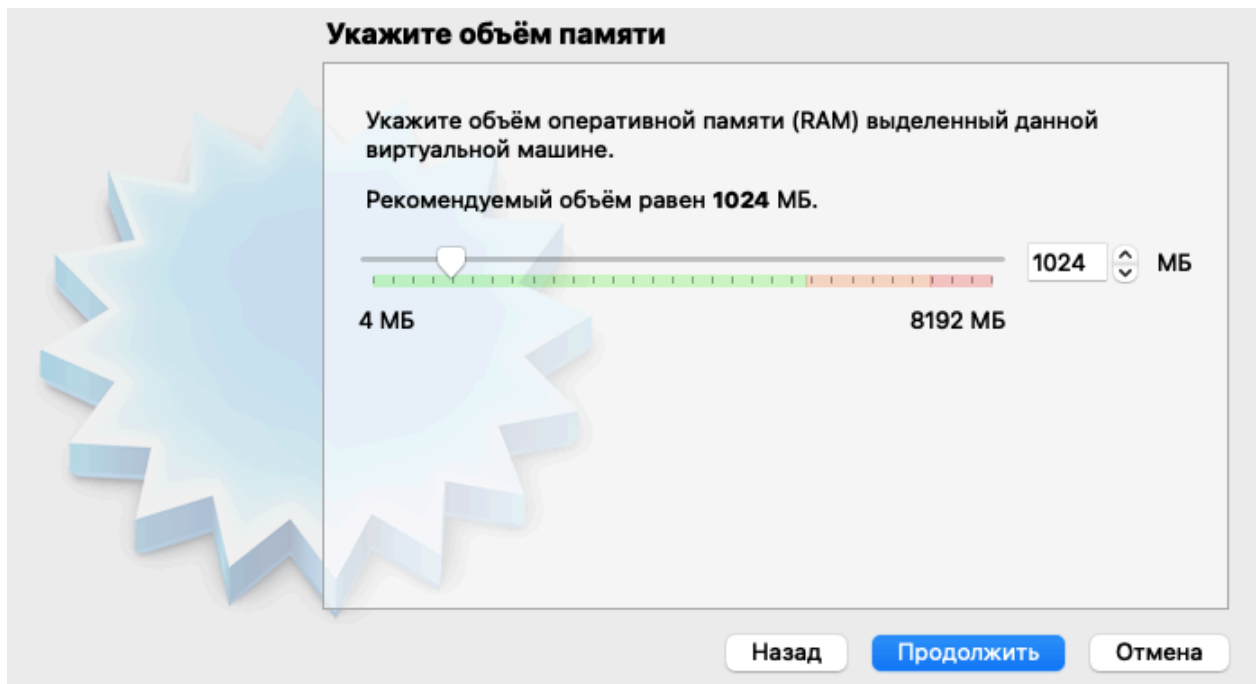 Укажите объём памяти
Укажите объём оперативной памяти (RAM) выделенный данной
виртуальной машине.
Рекомендуемый объём равен 1024 МБ.
1024 МБ
4 МБ 8192 МБ
Назад Продолжить Отмена